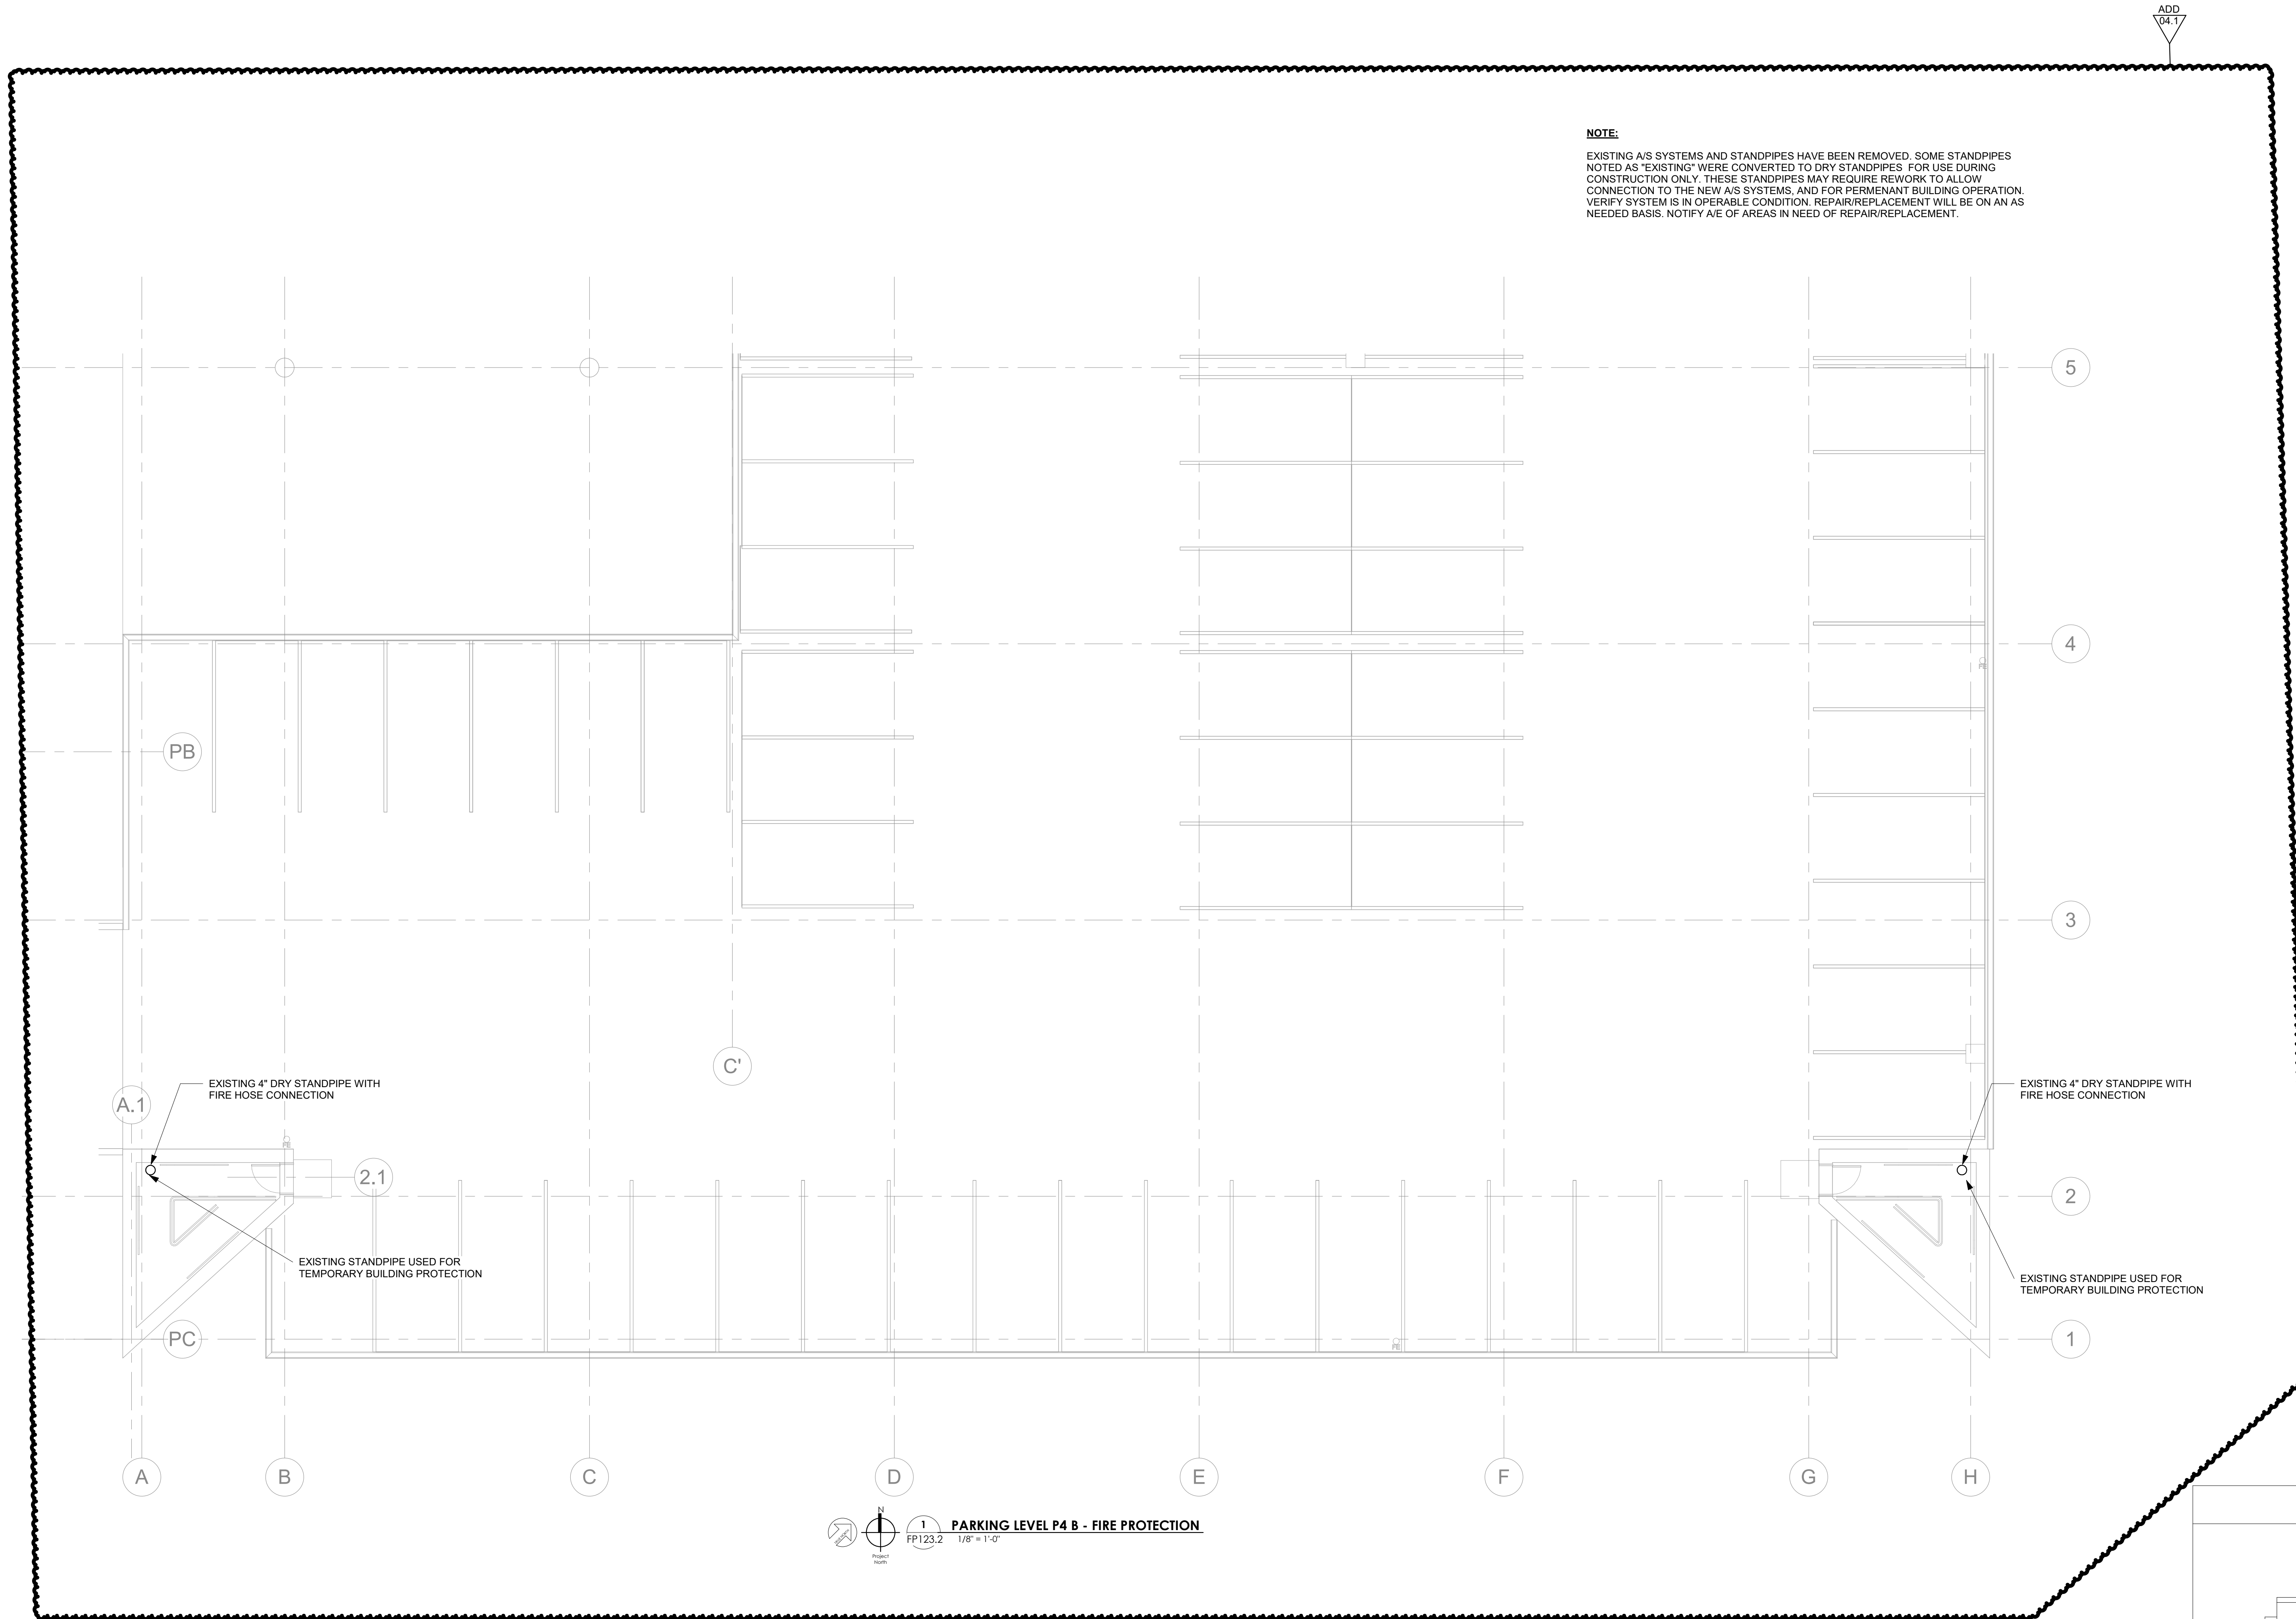 ADD
04.1
NOTE:
EXISTING A/S SYSTEMS AND STANDPIPES HAVE BEEN REMOVED. SOME STANDPIPES
NOTED AS "EXISTING" WERE CONVERTED TO DRY STANDPIPES FOR USE DURING
CONSTRUCTION ONLY. THESE STANDPIPES MAY REQUIRE REWORK TO ALLOW
CONNECTION TO THE NEW A/S SYSTEMS, AND FOR PERMENANT BUILDING OPERATION.
VERIFY SYSTEM IS IN OPERABLE CONDITION. REPAIR/REPLACEMENT WILL BE ON AN AS
NEEDED BASIS. NOTIFY A/E OF AREAS IN NEED OF REPAIR/REPLACEMENT.
5
4
FE
PB
3
C'
A.1
EXISTING 4" DRY STANDPIPE WITH
FIRE HOSE CONNECTION
EXISTING 4" DRY STANDPIPE WITH
FIRE HOSE CONNECTION
FE
2.1
2
EXISTING STANDPIPE USED FOR
TEMPORARY BUILDING PROTECTION
EXISTING STANDPIPE USED FOR
TEMPORARY BUILDING PROTECTION
PC
FE
1
A
B
C
D
E
F
G
H
N
Project
North
1
FP123.2
PARKING LEVEL P4 B - FIRE PROTECTION
1/8" = 1'-0"